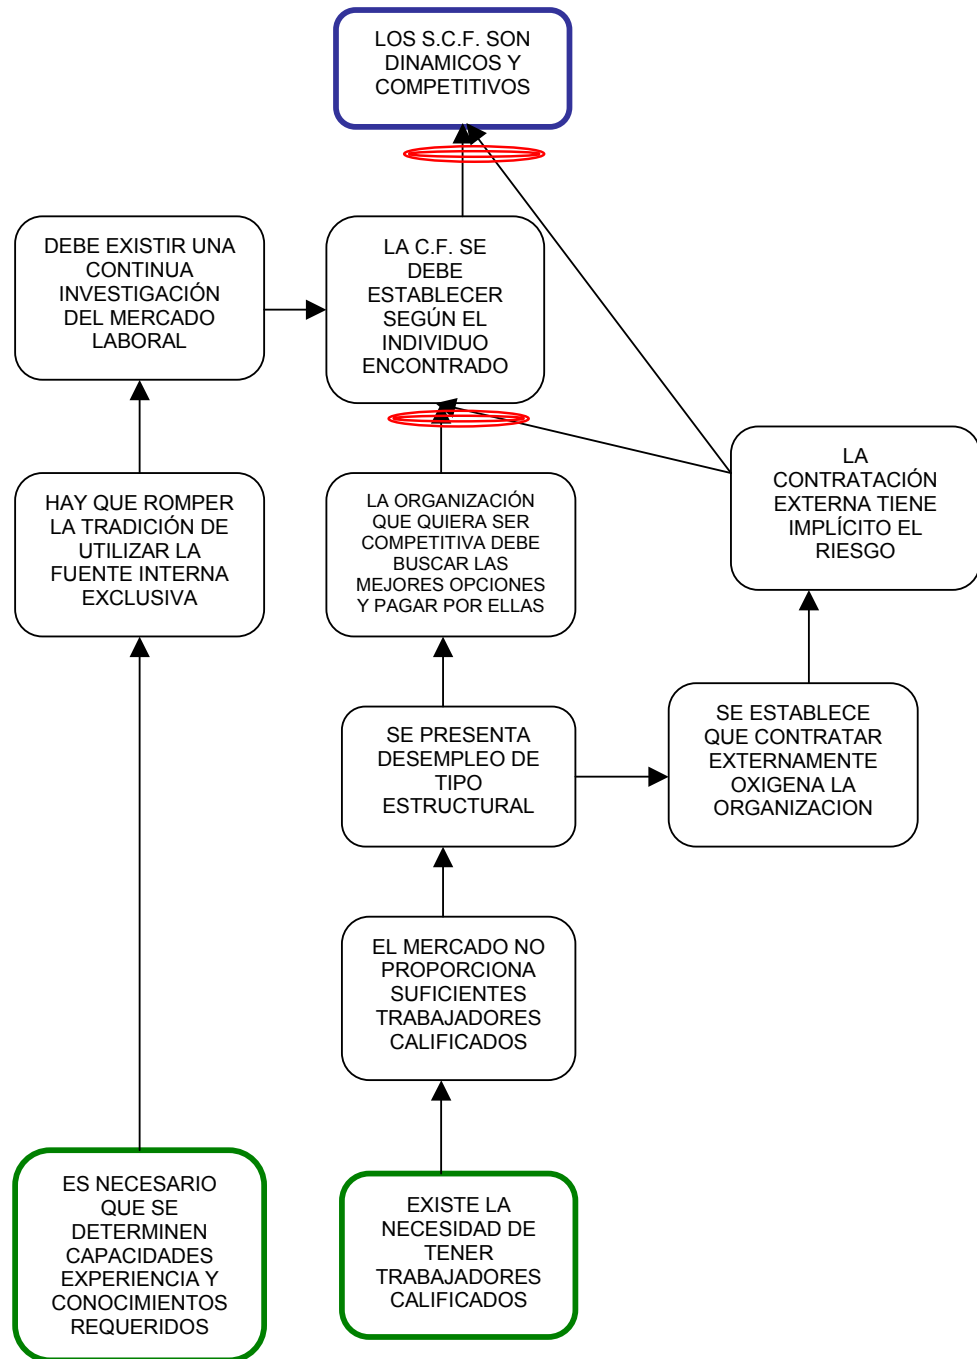 LOS S.C.F. SON
DINAMICOS Y
COMPETITIVOS
DEBE EXISTIR UNA
CONTINUA
INVESTIGACIÓN
DEL MERCADO
LABORAL
LA C.F. SE
DEBE
ESTABLECER
SEGÚN EL
INDIVIDUO
ENCONTRADO
HAY QUE ROMPER
LA TRADICIÓN DE
UTILIZAR LA
FUENTE INTERNA
EXCLUSIVA
LA ORGANIZACIÓN
QUE QUIERA SER
COMPETITIVA DEBE
BUSCAR LAS
MEJORES OPCIONES
Y PAGAR POR ELLAS
LA
CONTRATACIÓN
EXTERNA TIENE
IMPLÍCITO EL
RIESGO
SE PRESENTA
DESEMPLEO DE
TIPO
ESTRUCTURAL
SE ESTABLECE
QUE CONTRATAR
EXTERNAMENTE
OXIGENA LA
ORGANIZACION
EL MERCADO NO
PROPORCIONA
SUFICIENTES
TRABAJADORES
CALIFICADOS
ES NECESARIO
QUE SE
DETERMINEN
CAPACIDADES
EXPERIENCIA Y
CONOCIMIENTOS
REQUERIDOS
EXISTE LA
NECESIDAD DE
TENER
TRABAJADORES
CALIFICADOS